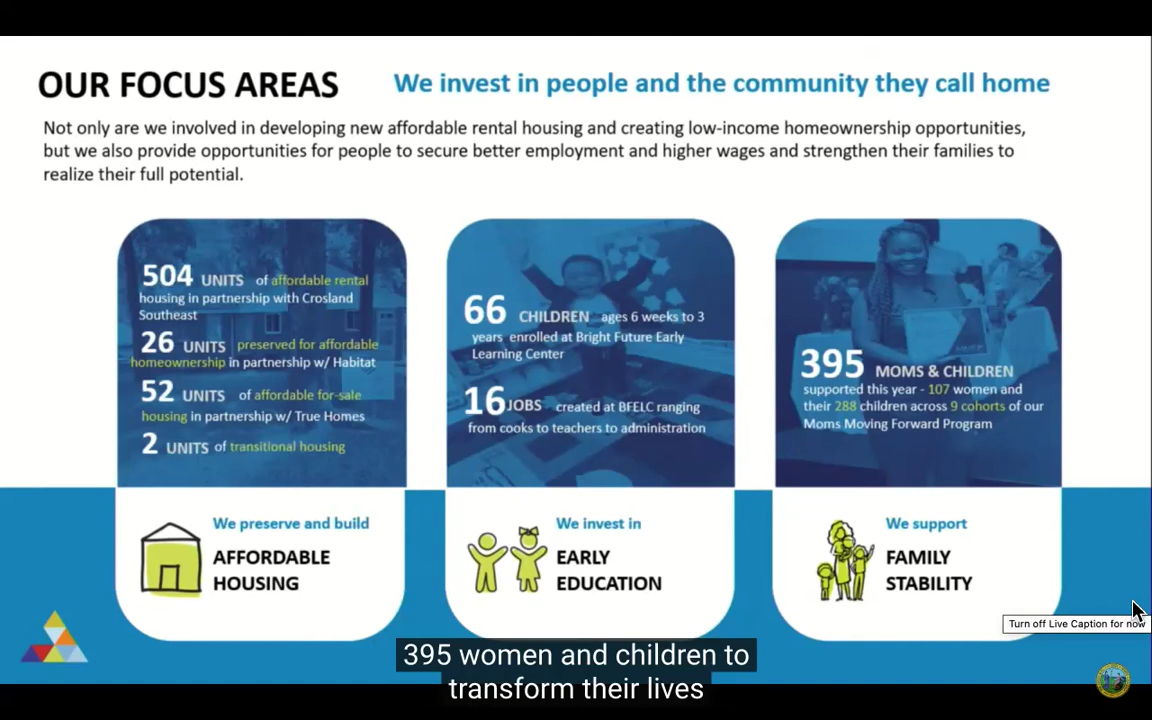 OUR FOCUS AREAS
We invest in people and the community they call home
Not only are we involved in developing new affordable rental housing and creating low-income homeownership opportunities,
but we also provide opportunities for people to secure better employment and higher wages and strengthen their families to
realize their full potential.
504 UNITS of affordable rental
housing in partnership with Crosland
Southeast
26 UNITS preserved for affordable
homeownership in partnership w/ Habitat
52 UNITS of affordable for-sale
housing in partnership w/ True Homes
2 UNITS of transitional housing
We preserve and build
AFFORDABLE
HOUSING
66 CHILDREN ages 6 weeks to 3
years enrolled at Bright Future Early
Learning Center
16 JOBS created at BFELC ranging
from cooks to teachers to administration
We invest in
EARLY
EDUCATION
395 MOMS & CHILDREN
supported this year - 107 women and
their 288 children across 9 cohorts of our
Moms Moving Forward Program
We support
FAMILY
STABILITY
Turn off Live Caption for now
395 women and children to
transform their lives